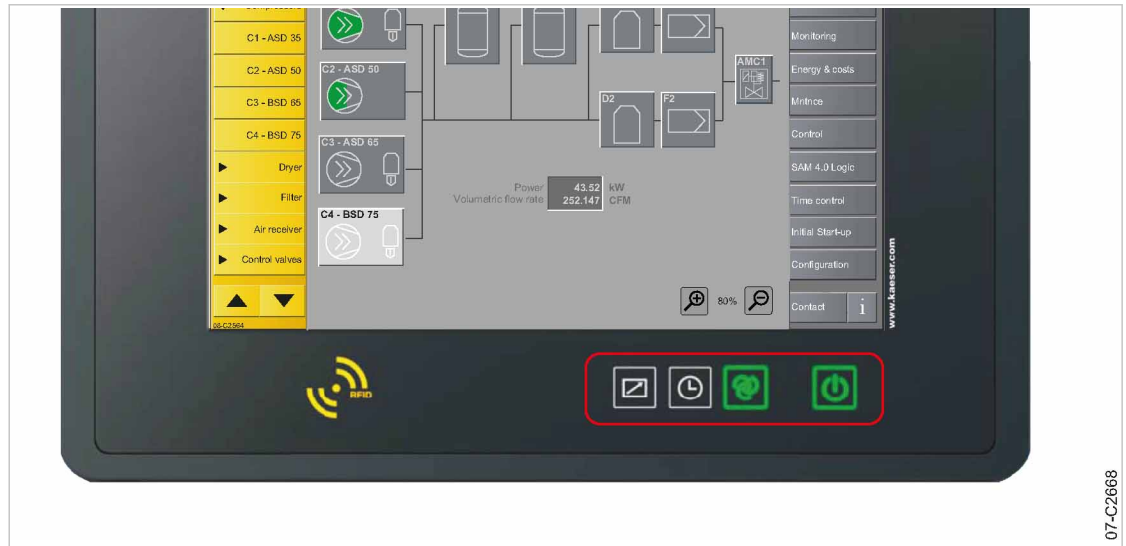 Compressors
C1 - ASD 35
C2 - ASD 50
C3 - BSD 65
C4 - BSD 75
Dryer
Filter
Air receiver
Control valves
08-C2564
C2 - ASD 50
C3 - ASD 65
C4 - BSD 75
D2
F2
AMC1
Power 43.52 kW
Volumetric flow rate 252.147 CFM
80%
Monitoring
Energy & costs
Mntnce
Control
SAM 4.0 Logic
Time control
Initial Start-up
Configuration
Contact i
www.kaeser.com
RFID
07-C2668